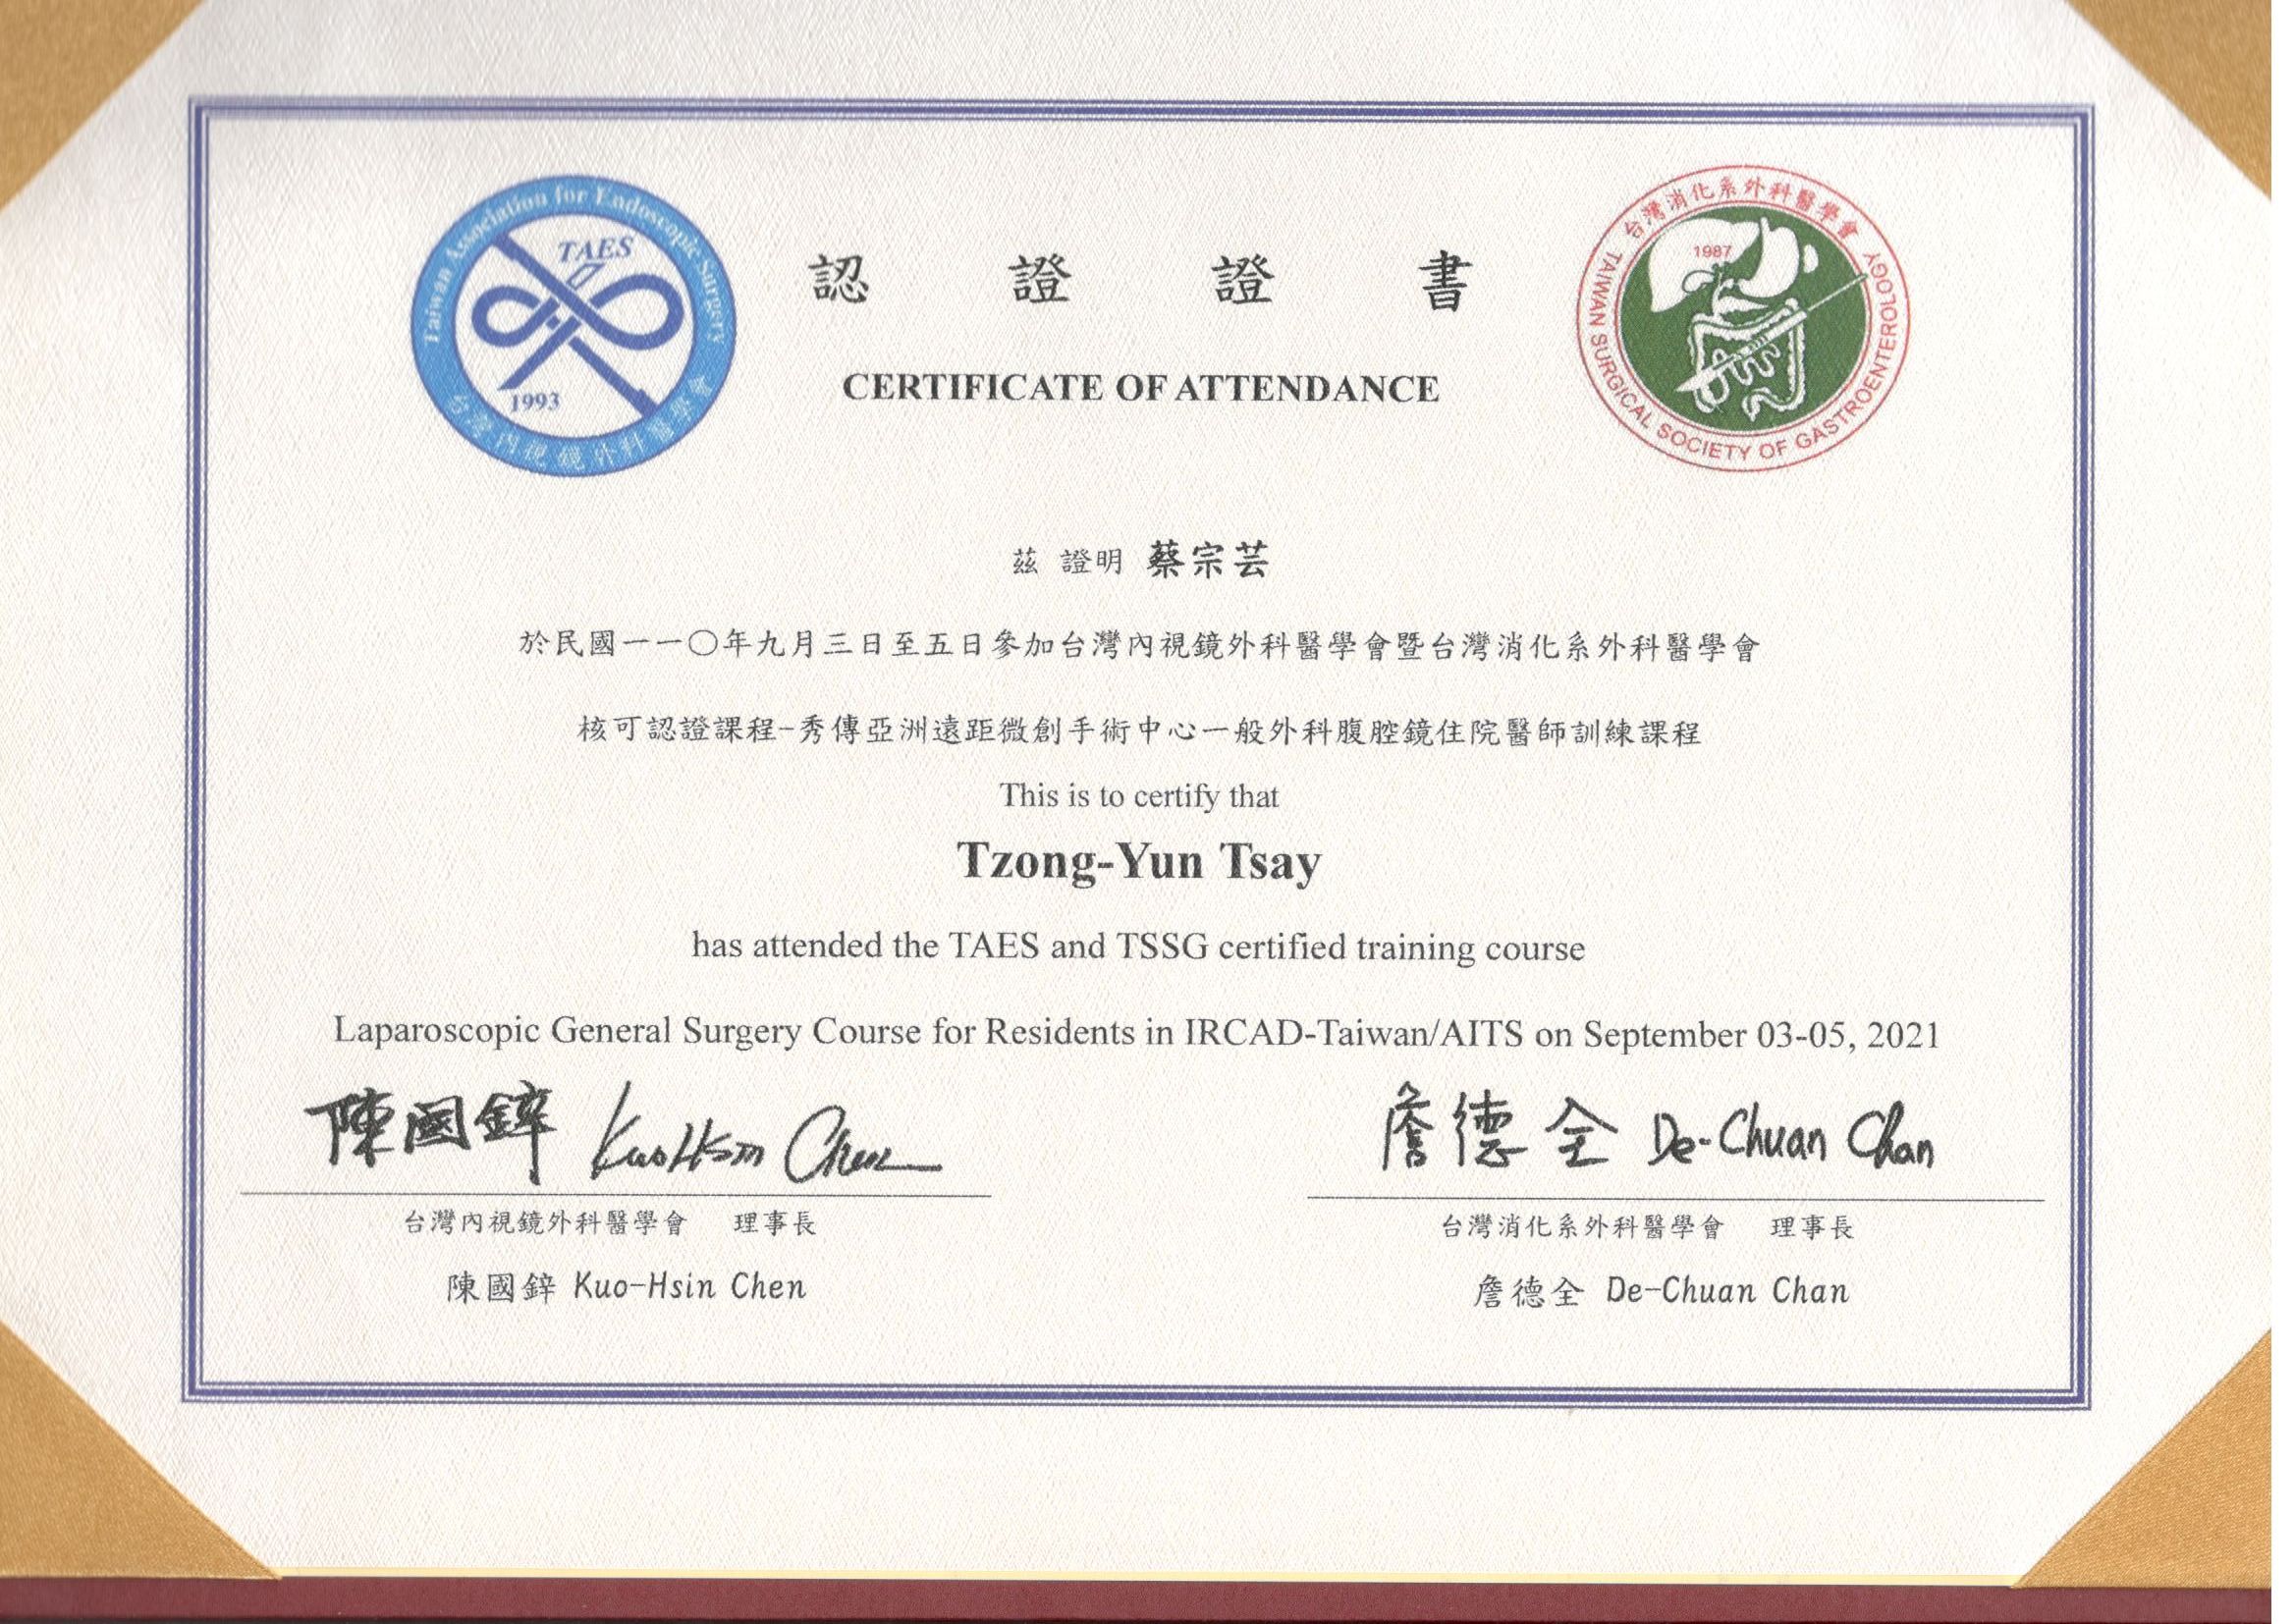 Taiwan Association for Endoscopic Surgery
TAES
1993
台灣內視鏡外科醫學會
認證證書
CERTIFICATE OF ATTENDANCE
台灣消化系外科醫學會
1987
TAIWAN SURGICAL SOCIETY OF GASTROENTEROLOGY
茲 證明 蔡宗芸
於民國一一〇年九月三日至五日參加台灣內視鏡外科醫學會暨台灣消化系外科醫學會
核可認證課程-秀傳亞洲遠距微創手術中心一般外科腹腔鏡住院醫師訓練課程
This is to certify that
Tzong-Yun Tsay
has attended the TAES and TSSG certified training course
Laparoscopic General Surgery Course for Residents in IRCAD-Taiwan/AITS on September 03-05, 2021
陳國鋅 KuoHsin Chen
詹德全 De-Chuan Chan
台灣內視鏡外科醫學會 理事長
台灣消化系外科醫學會 理事長
陳國鋅 Kuo-Hsin Chen
詹德全 De-Chuan Chan